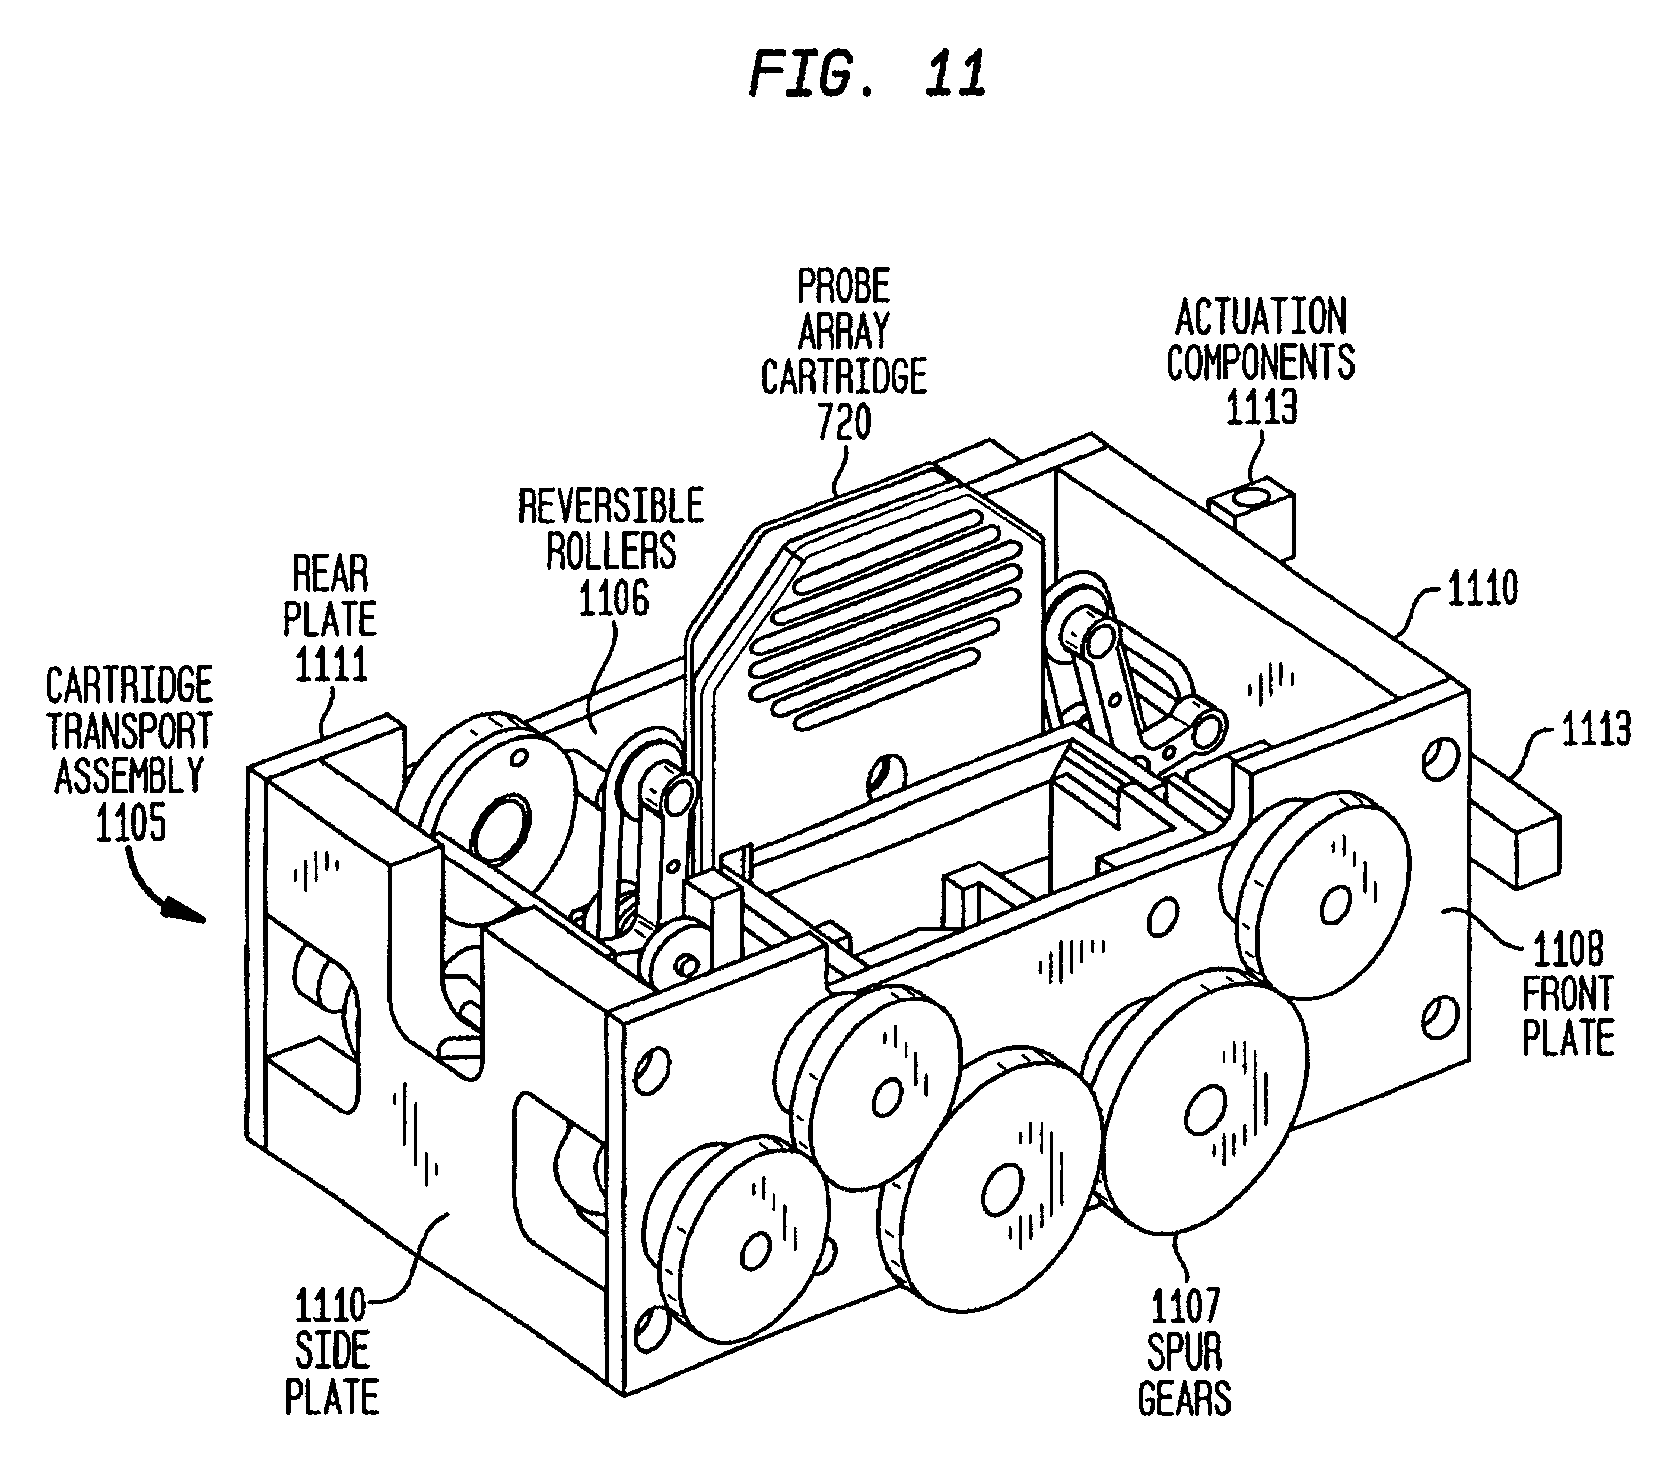 FIG. 11
PROBE
ARRAY
CARTRIDGE
720
ACTUATION
COMPONENTS
1113
REVERSIBLE
ROLLERS
1106
REAR
PLATE
1111
1110
CARTRIDGE
TRANSPORT
ASSEMBLY
1105
1113
1108
FRONT
PLATE
1110
SIDE
PLATE
1107
SPUR
GEARS